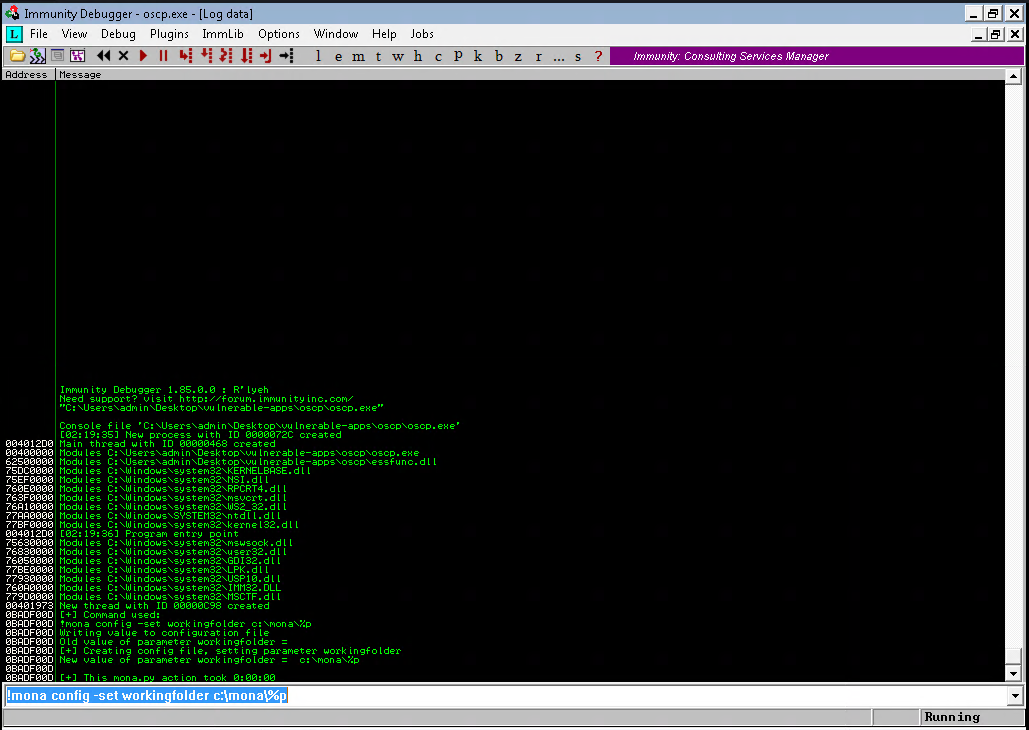 Immunity Debugger - oscp.exe - [Log data]
L File View Debug Plugins ImmLib Options Window Help Jobs
l e m t w h c P k b z r ... s ? Immunity: Consulting Services Manager
Address Message
Immunity Debugger 1.85.0.0 : R'lyeh
Need support? visit http://forum.immunityinc.com/
"C:\Users\admin\Desktop\vulnerable-apps\oscp\oscp.exe"
Console file 'C:\Users\admin\Desktop\vulnerable-apps\oscp\oscp.exe'
[02:19:35] New process with ID 0000072C created
004012D0 Main thread with ID 00000468 created
00400000 Modules C:\Users\admin\Desktop\vulnerable-apps\oscp\oscp.exe
62500000 Modules C:\Users\admin\Desktop\vulnerable-apps\oscp\essfunc.dll
75DC0000 Modules C:\Windows\system32\KERNELBASE.dll
75EF0000 Modules C:\Windows\system32\NSI.dll
760E0000 Modules C:\Windows\system32\RPCRT4.dll
763F0000 Modules C:\Windows\system32\msvcrt.dll
76A10000 Modules C:\Windows\system32\WS2_32.dll
77AA0000 Modules C:\Windows\SYSTEM32\ntdll.dll
77BF0000 Modules C:\Windows\system32\kernel32.dll
004012D0 [02:19:36] Program entry point
75630000 Modules C:\Windows\system32\mswsock.dll
76830000 Modules C:\Windows\system32\user32.dll
76050000 Modules C:\Windows\system32\GDI32.dll
77BE0000 Modules C:\Windows\system32\LPK.dll
77930000 Modules C:\Windows\system32\USP10.dll
760A0000 Modules C:\Windows\system32\IMM32.DLL
779D0000 Modules C:\Windows\system32\MSCTF.dll
00401973 New thread with ID 00000C98 created
0BADF00D [+] Command used:
0BADF00D !mona config -set workingfolder c:\mona\%p
0BADF00D Writing value to configuration file
0BADF00D Old value of parameter workingfolder =
0BADF00D [+] Creating config file, setting parameter workingfolder
0BADF00D New value of parameter workingfolder = c:\mona\%p
0BADF00D
0BADF00D [+] This mona.py action took 0:00:00
!mona config -set workingfolder c:\mona\%p
Running